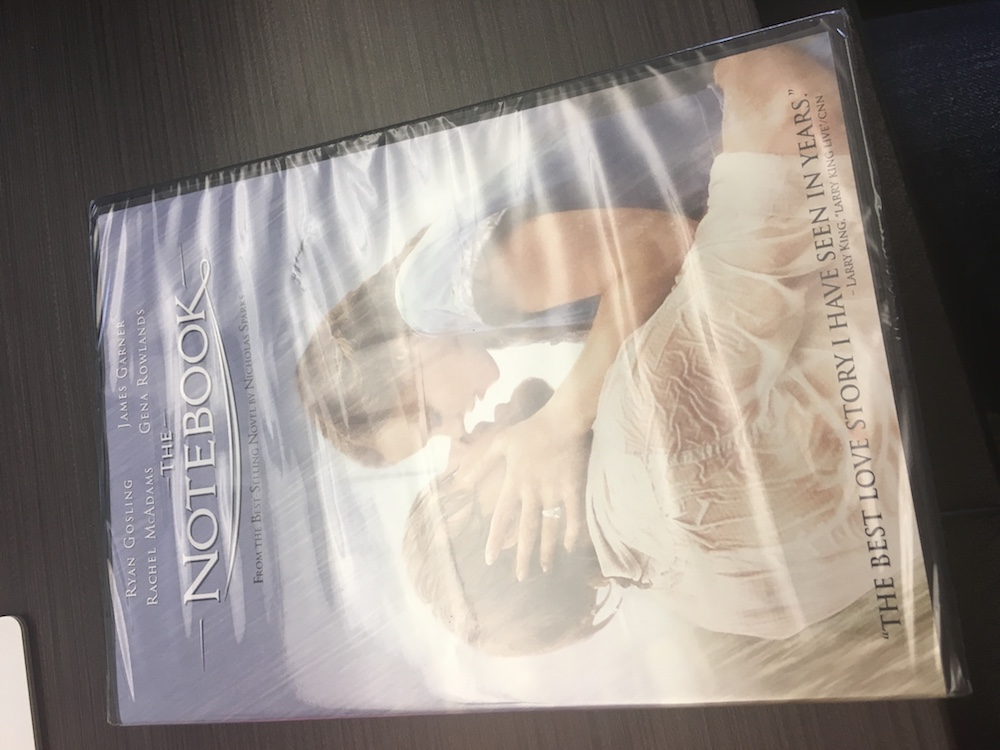 RYAN GOSLING JAMES GARNER
RACHEL MCADAMS GENA ROWLANDS
THE
NOTEBOOK
FROM THE BEST-SELLING NOVEL BY NICHOLAS SPARKS
"THE BEST LOVE STORY I HAVE SEEN IN YEARS."
– LARRY KING, "LARRY KING LIVE"/CNN